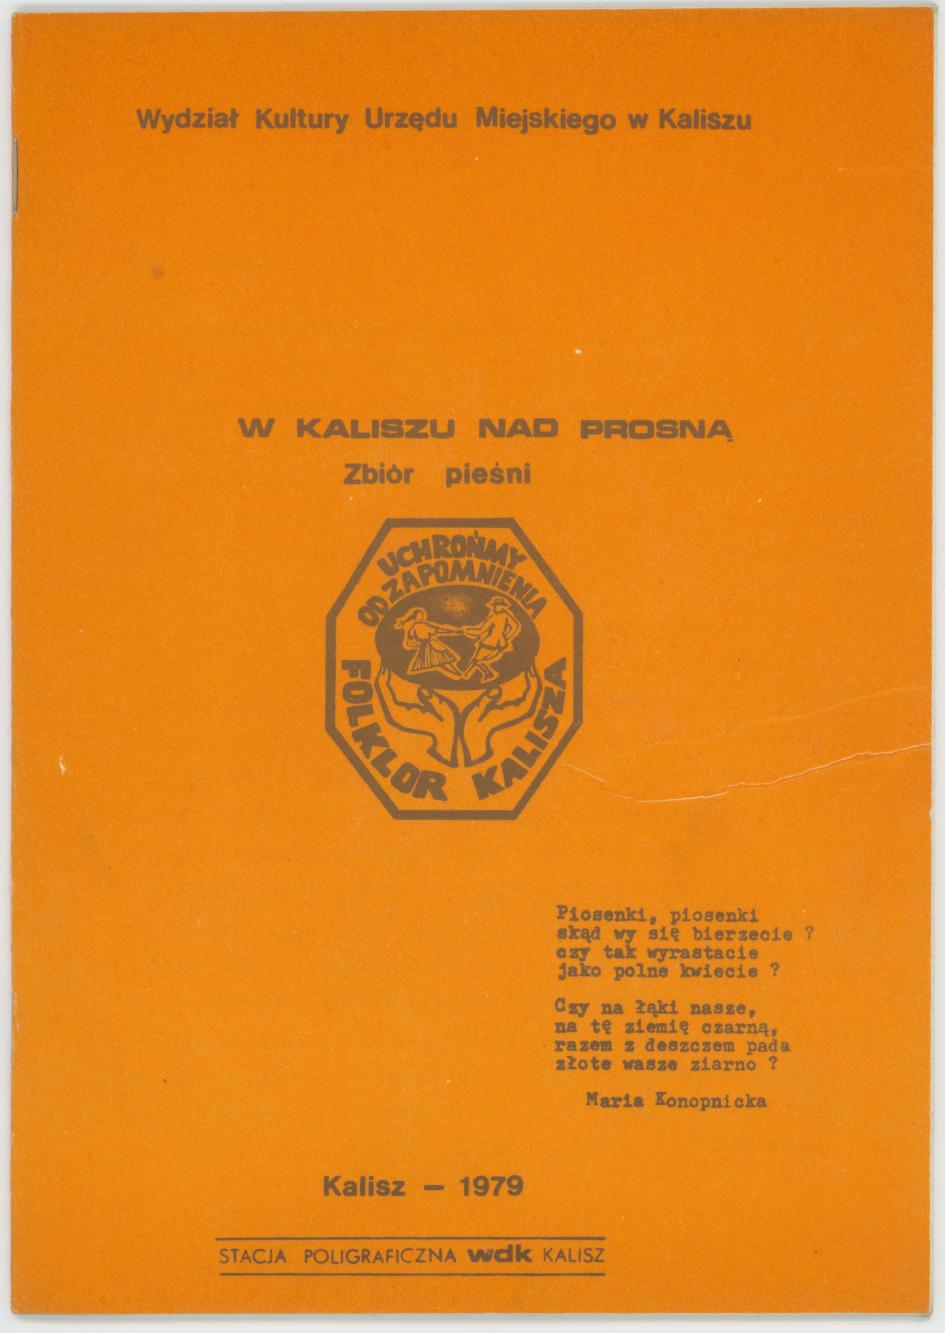 Wydział Kultury Urzędu Miejskiego w Kaliszu
W KALISZU NAD PROSNĄ
Zbiór pieśni
UCHROŃMY
OD ZAPOMNIENIA
FOLKLOR KALISZA
Piosenki, piosenki
skąd wy się bierzecie ?
czy tak wyrastacie
jako polne kwiecie ?
Czy na łąki nasze,
na tę ziemię czarną,
razem z deszczem pada
złote wasze ziarno ?
Maria Konopnicka
Kalisz — 1979
STACJA POLIGRAFICZNA wdk KALISZ